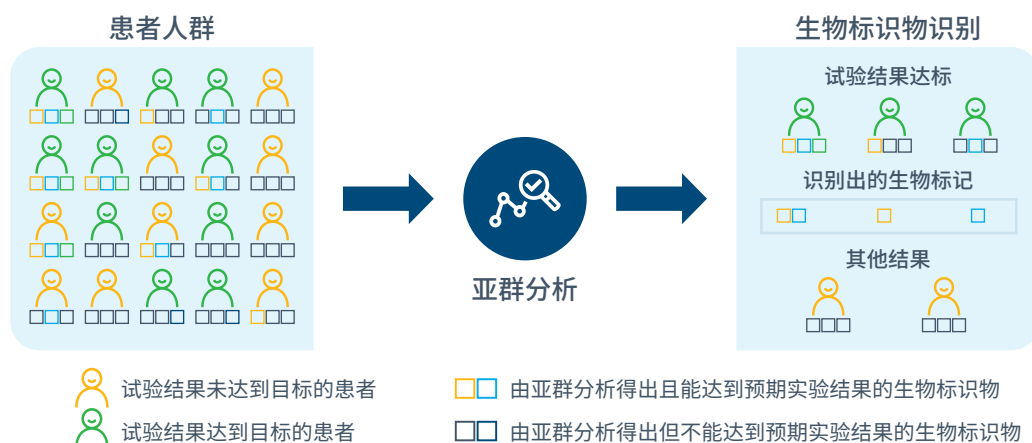 患者人群
生物标识物识别
试验结果达标
识别出的生物标记
其他结果
亚群分析
试验结果未达到目标的患者
由亚群分析得出且能达到预期实验结果的生物标识物
试验结果达到目标的患者
由亚群分析得出但不能达到预期实验结果的生物标识物